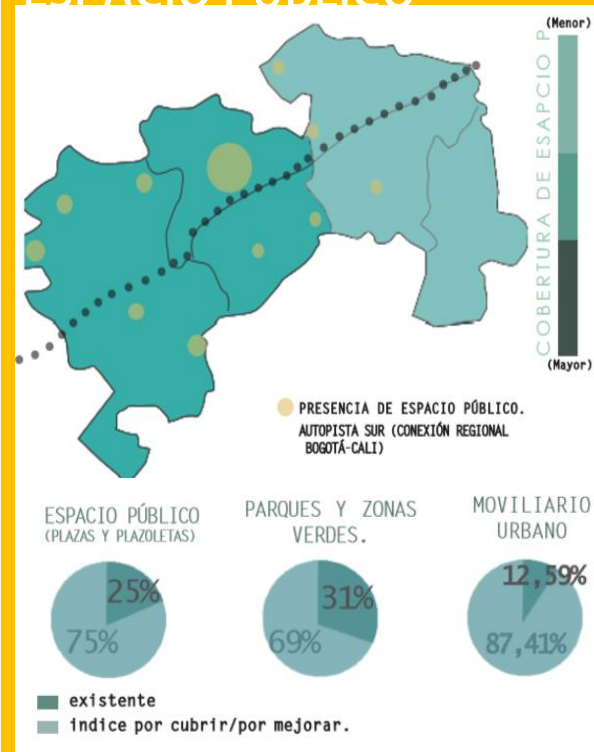 ESPACIO PÚBLICO
(Menor)
COBERTURA DE ESAPCIO P
(Mayor)
PRESENCIA DE ESPACIO PÚBLICO.
AUTOPISTA SUR (CONEXIÓN REGIONAL
BOGOTÁ-CALI)
ESPACIO PÚBLICO
(PLAZAS Y PLAZOLETAS)
25%
75%
PARQUES Y ZONAS
VERDES.
31%
69%
MOVILIARIO
URBANO
12,59%
87,41%
existente
indice por cubrir/por mejorar.